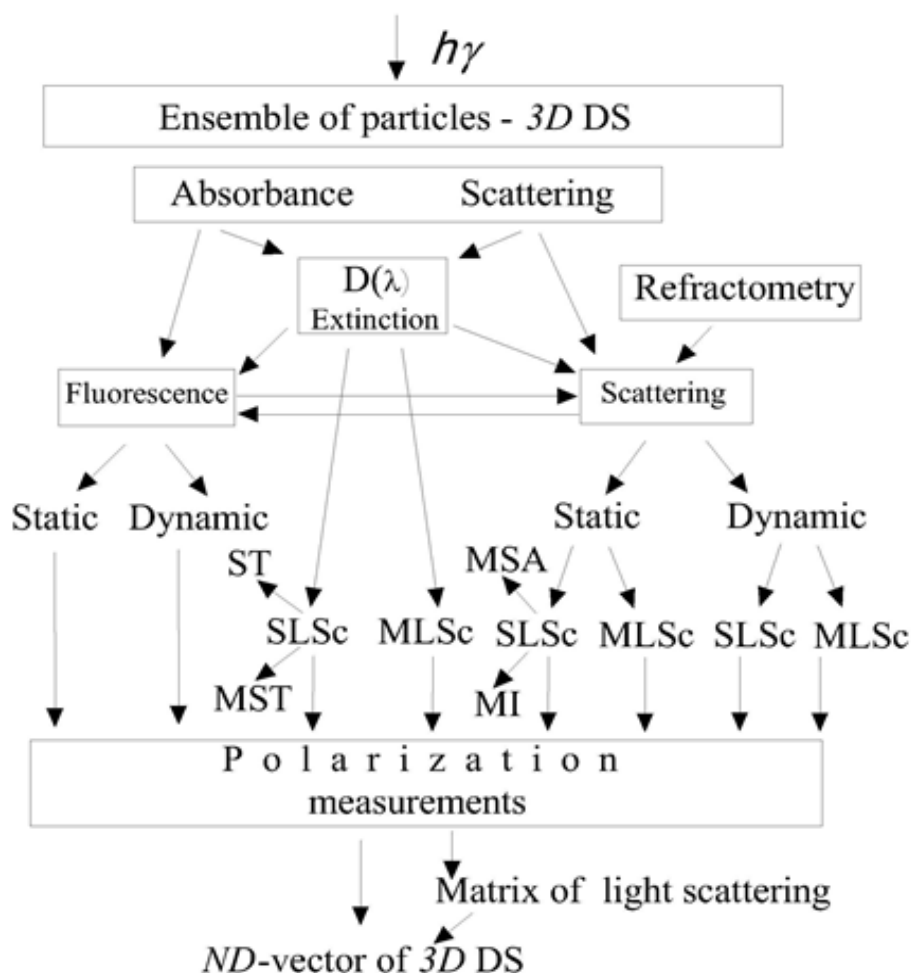 hγ
Ensemble of particles - 3D DS
Absorbance Scattering
D(λ)
Extinction
Refractometry
Fluorescence
Scattering
Static Dynamic
Static Dynamic
ST
MSA
SLSc MLSc SLSc MLSc SLSc MLSc
MST
MI
Polarization
measurements
Matrix of light scattering
ND-vector of 3D DS